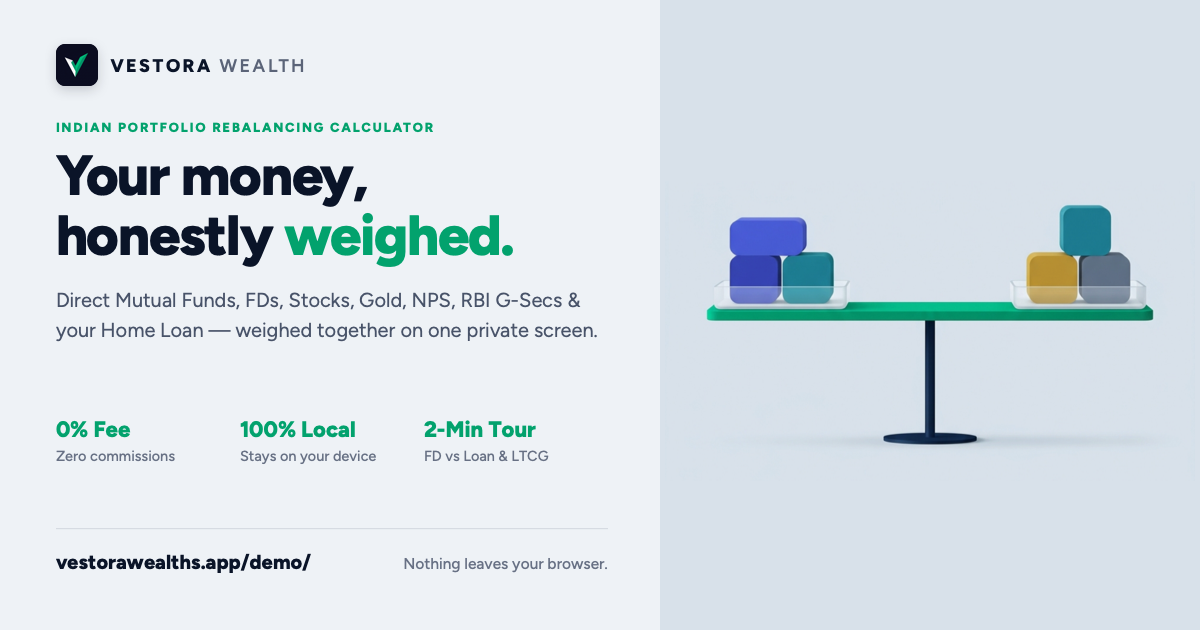 VESTORA WEALTH
INDIAN PORTFOLIO REBALANCING CALCULATOR
Your money,
honestly weighed.
Direct Mutual Funds, FDs, Stocks, Gold, NPS, RBI G-Secs &
your Home Loan — weighed together on one private screen.
0% Fee
Zero commissions
100% Local
Stays on your device
2-Min Tour
FD vs Loan & LTCG
vestorawealths.app/demo/
Nothing leaves your browser.